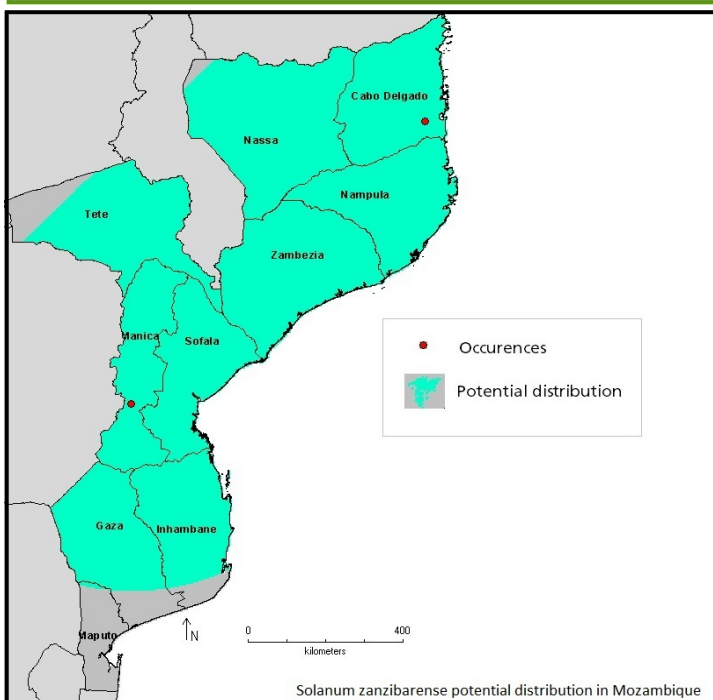 Cabo Delgado
Nassa
Nampula
Tete
Zambezia
Manica
Sofala
Occurences
Potential distribution
Gaza
Inhambane
Maputo
N
0 400
kilometers
Solanum zanzibarense potential distribution in Mozambique